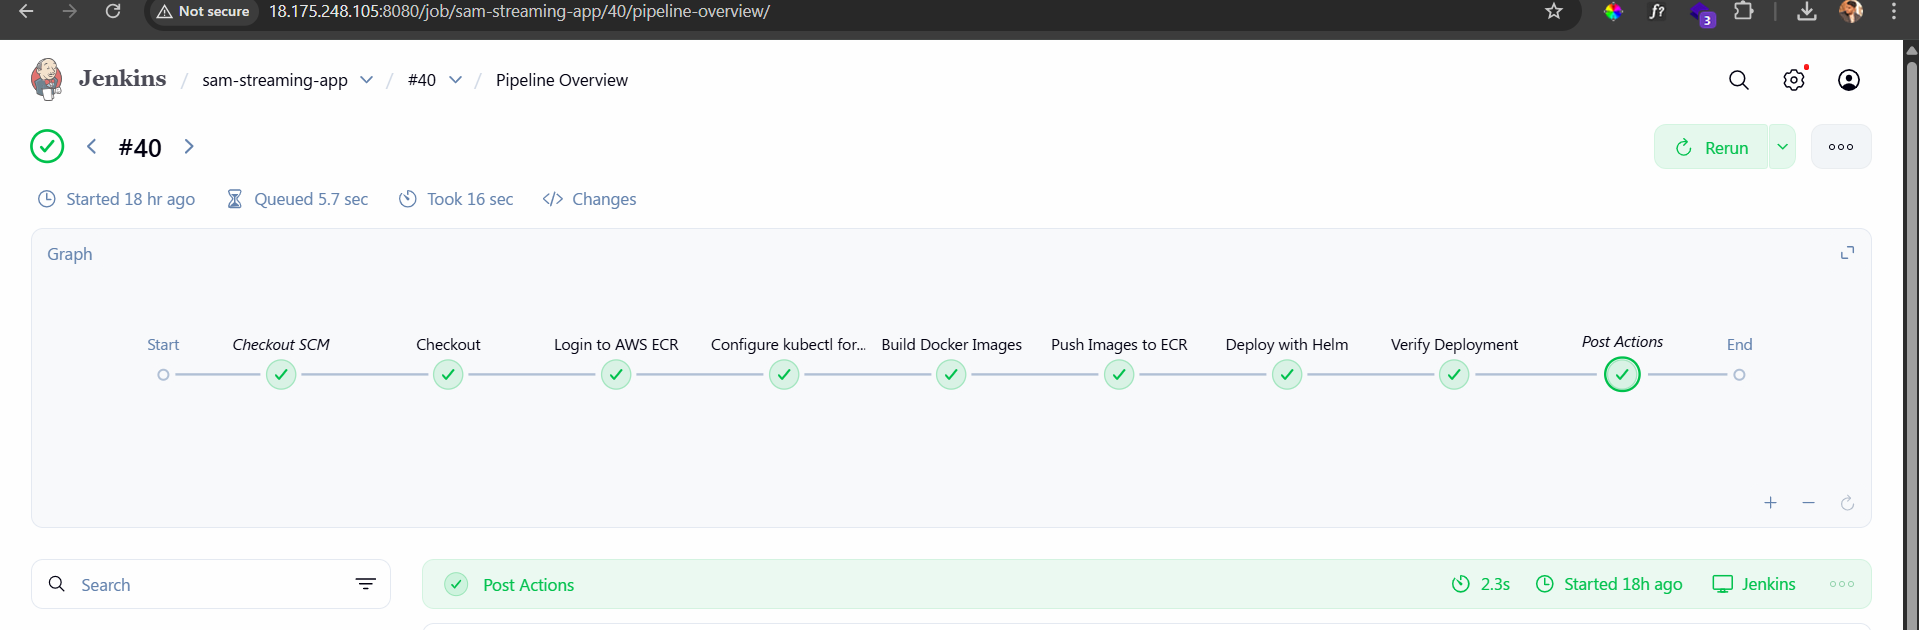 Not secure 18.175.248.105:8080/job/sam-streaming-app/40/pipeline-overview/ f? 3
Jenkins / sam-streaming-app / #40 / Pipeline Overview
#40 Rerun
Started 18 hr ago Queued 5.7 sec Took 16 sec </> Changes
Graph
Start Checkout SCM Checkout Login to AWS ECR Configure kubectl for... Build Docker Images Push Images to ECR Deploy with Helm Verify Deployment Post Actions End
Search Post Actions 2.3s Started 18h ago Jenkins